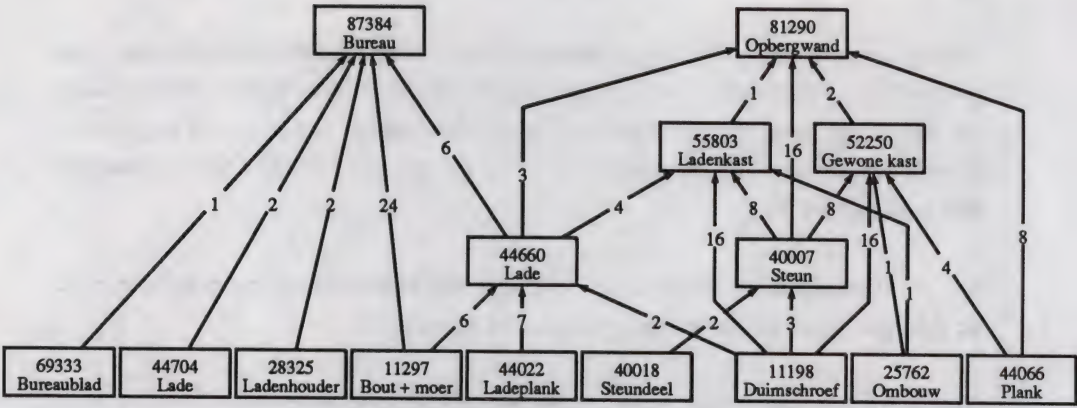 87384
Bureau
81290
Opbergwand
1
2
55803
Ladenkast
52250
Gewone kast
6
16
3
1
2
2
24
4
8
8
16
16
8
44660
Lade
40007
Steun
1
4
1
6
7
2
2
3
69333
Bureaublad
44704
Lade
28325
Ladenhouder
11297
Bout + moer
44022
Ladeplank
40018
Steundeel
11198
Duimschroef
25762
Ombouw
44066
Plank